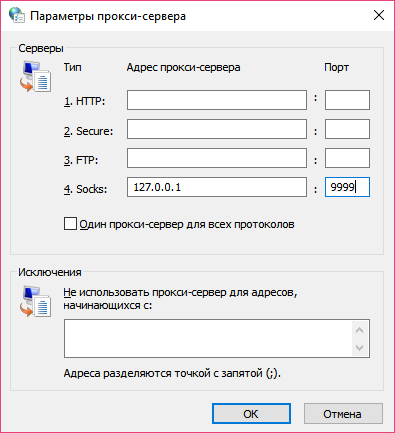 Параметры прокси-сервера
Серверы
Тип Адрес прокси-сервера Порт
1. HTTP: :
2. Secure: :
3. FTP: :
4. Socks: 127.0.0.1 : 9999
Один прокси-сервер для всех протоколов
Исключения
Не использовать прокси-сервер для адресов,
начинающихся с:
Адреса разделяются точкой с запятой (;).
ОК Отмена